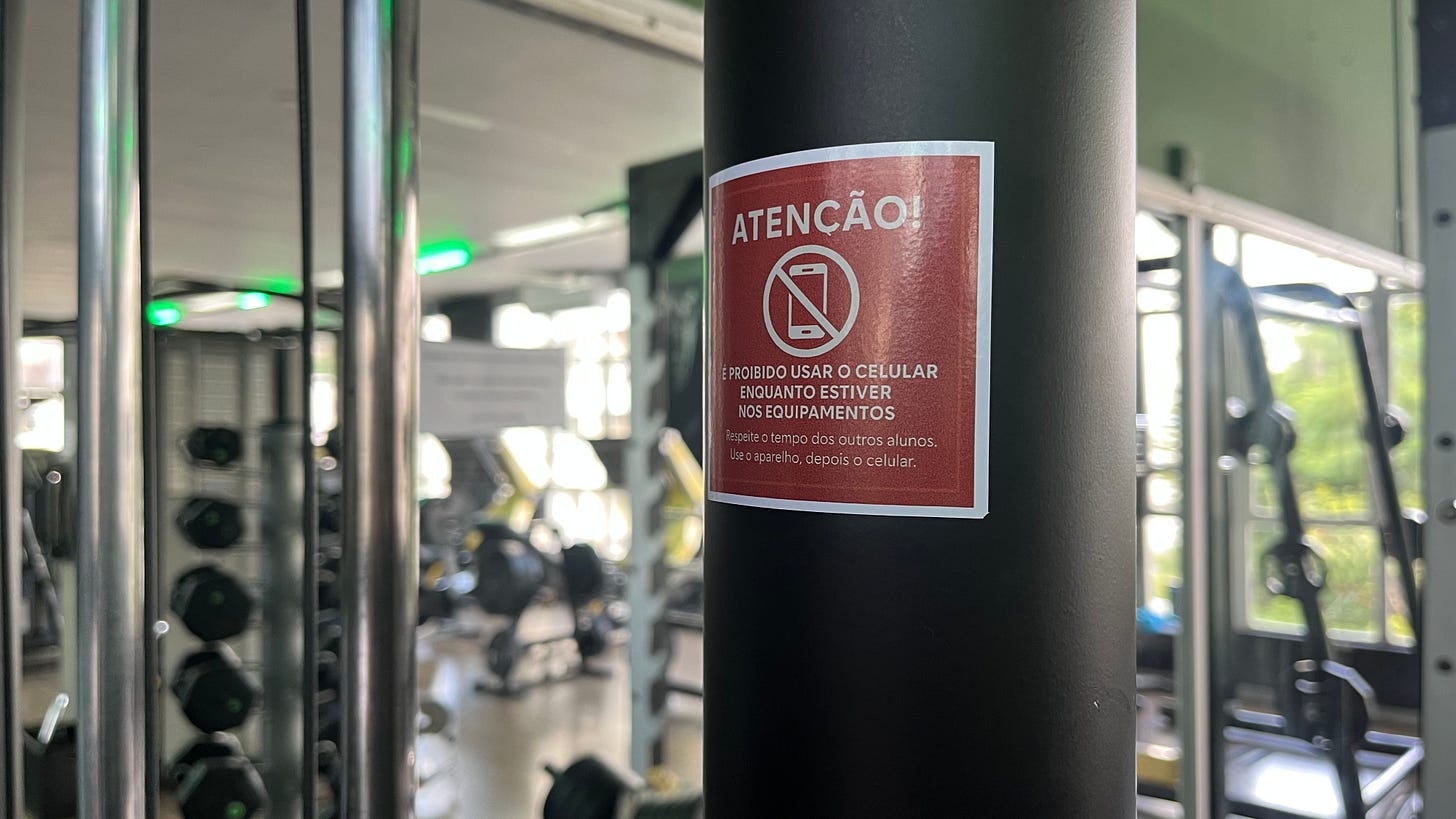 ATENÇÃO!
É PROIBIDO USAR O CELULAR
ENQUANTO ESTIVER
NOS EQUIPAMENTOS
Respeite o tempo dos outros alunos.
Use o aparelho, depois o celular.